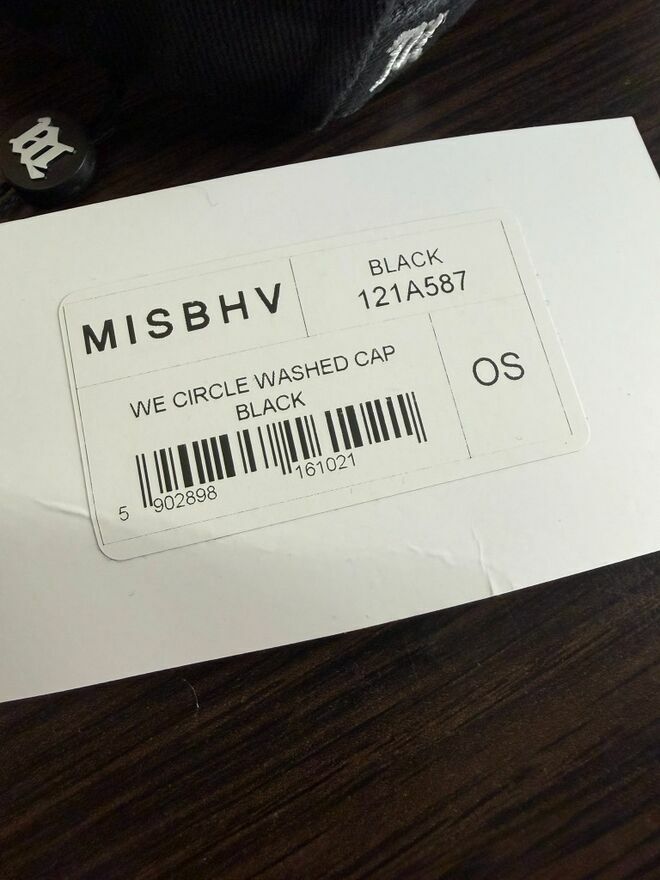 MISBHV
BLACK
121A587
WE CIRCLE WASHED CAP
BLACK
OS
5 902898 161021